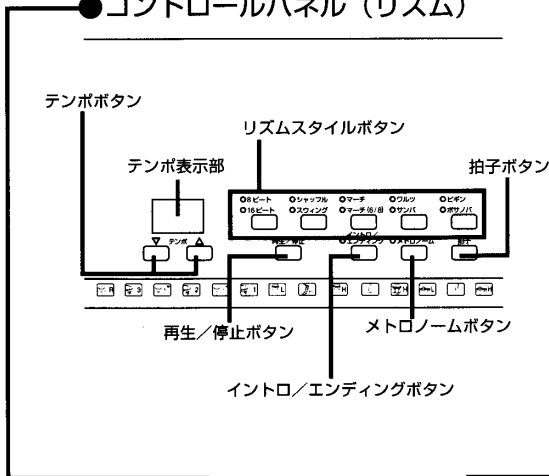 ●コントロールパネル（リズム）
テンポボタン
リズムスタイルボタン
テンポ表示部
拍子ボタン
8ビート シャッフル マーチ ワルツ ビギン
16ビート スウィング マーチ(6/8) サンバ ボサノバ
▽ テンポ △
再生／停止 イントロ／エンディング メトロノーム 拍子
R 3 2 1 L H H L H
再生／停止ボタン
メトロノームボタン
イントロ／エンディングボタン